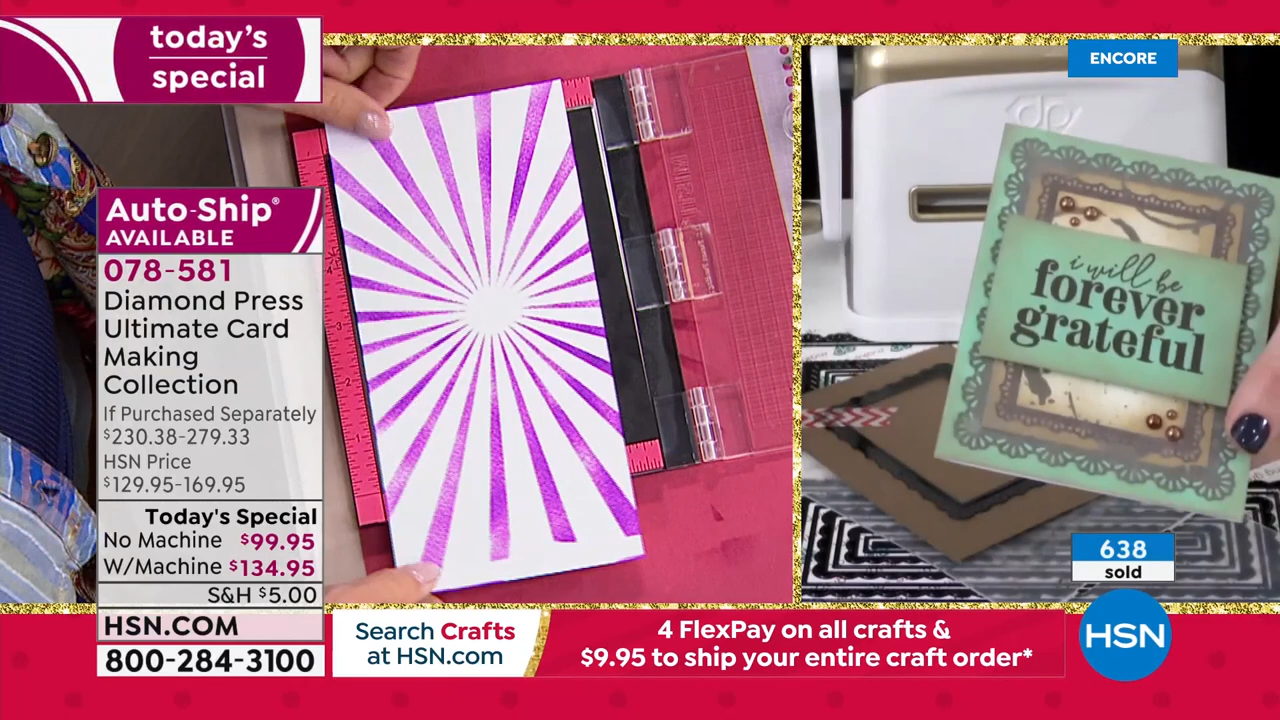 today's
special
ENCORE
Auto-Ship®
AVAILABLE
078-581
Diamond Press
Ultimate Card
Making
Collection
If Purchased Separately
$230.38-279.33
HSN Price
$129.95-169.95
Today's Special
No Machine $99.95
W/Machine $134.95
S&H $5.00
HSN.COM
800-284-3100
dp
i will be
forever
grateful
638
sold
Search Crafts
at HSN.com
4 FlexPay on all crafts &
$9.95 to ship your entire craft order*
HSN